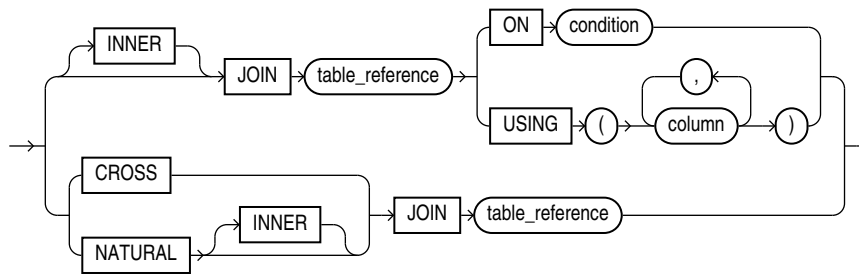 INNER
JOIN table_reference
ON condition
USING ( column , )
CROSS
NATURAL INNER
JOIN table_reference